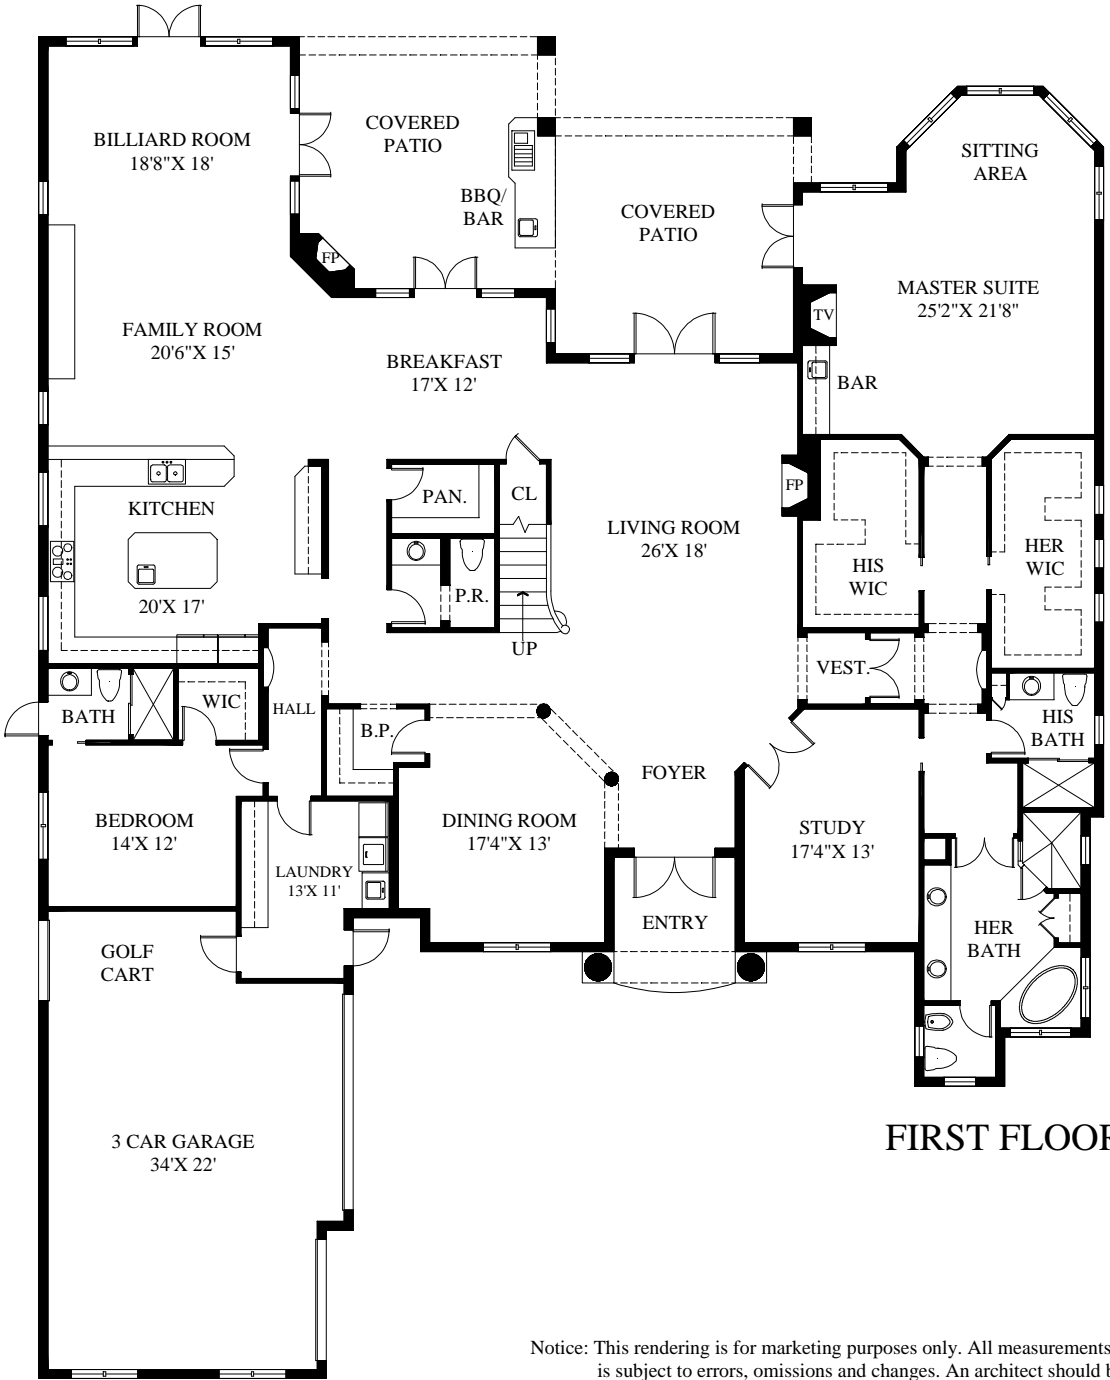 BILLIARD ROOM
18'8"X 18'
COVERED
PATIO
BBQ/
BAR
FP
COVERED
PATIO
SITTING
AREA
MASTER SUITE
25'2"X 21'8"
TV
BAR
FAMILY ROOM
20'6"X 15'
BREAKFAST
17'X 12'
KITCHEN
20'X 17'
PAN.
CL
P.R.
UP
LIVING ROOM
26'X 18'
FP
HIS
WIC
HER
WIC
VEST.
BATH
WIC
HALL
B.P.
HIS
BATH
FOYER
BEDROOM
14'X 12'
DINING ROOM
17'4"X 13'
STUDY
17'4"X 13'
LAUNDRY
13'X 11'
ENTRY
HER
BATH
GOLF
CART
3 CAR GARAGE
34'X 22'
FIRST FLOOR
Notice: This rendering is for marketing purposes only. All measurements
is subject to errors, omissions and changes. An architect should